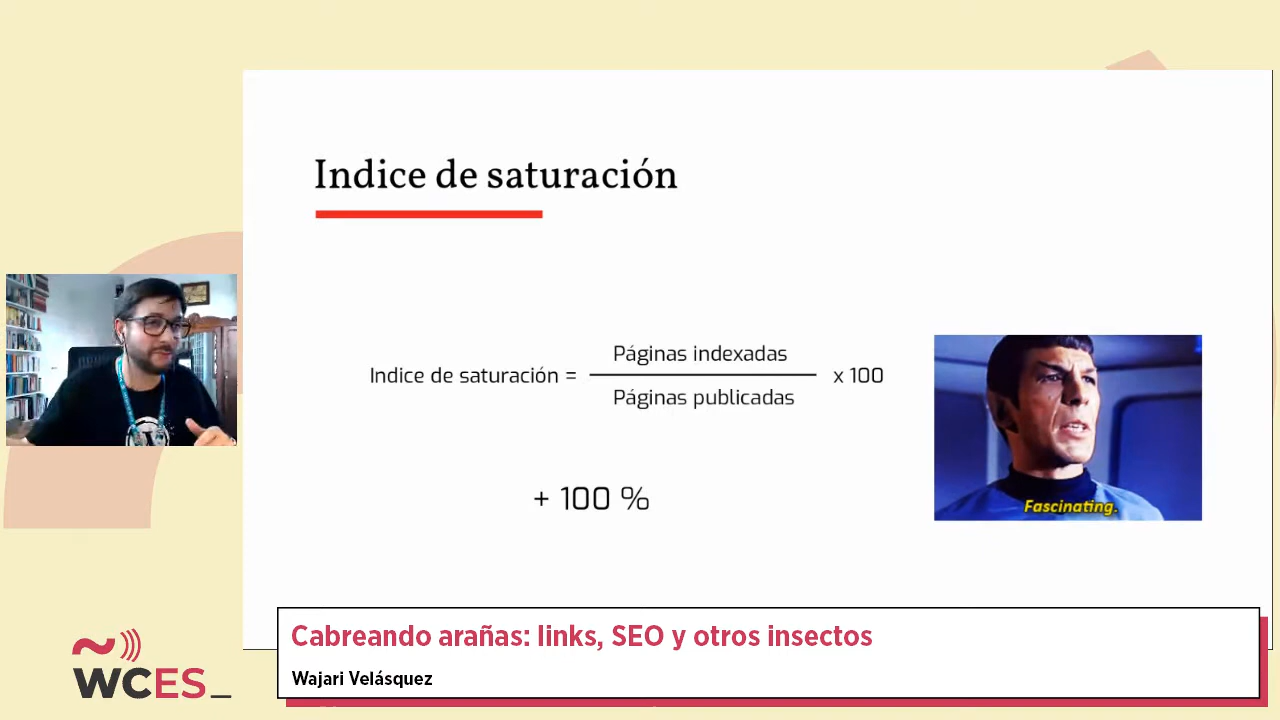 Indice de saturación
Indice de saturación =
Páginas indexadas
Páginas publicadas
x 100
+ 100 %
Fascinating.
Cabreando arañas: links, SEO y otros insectos
Wajari Velásquez
WCES_